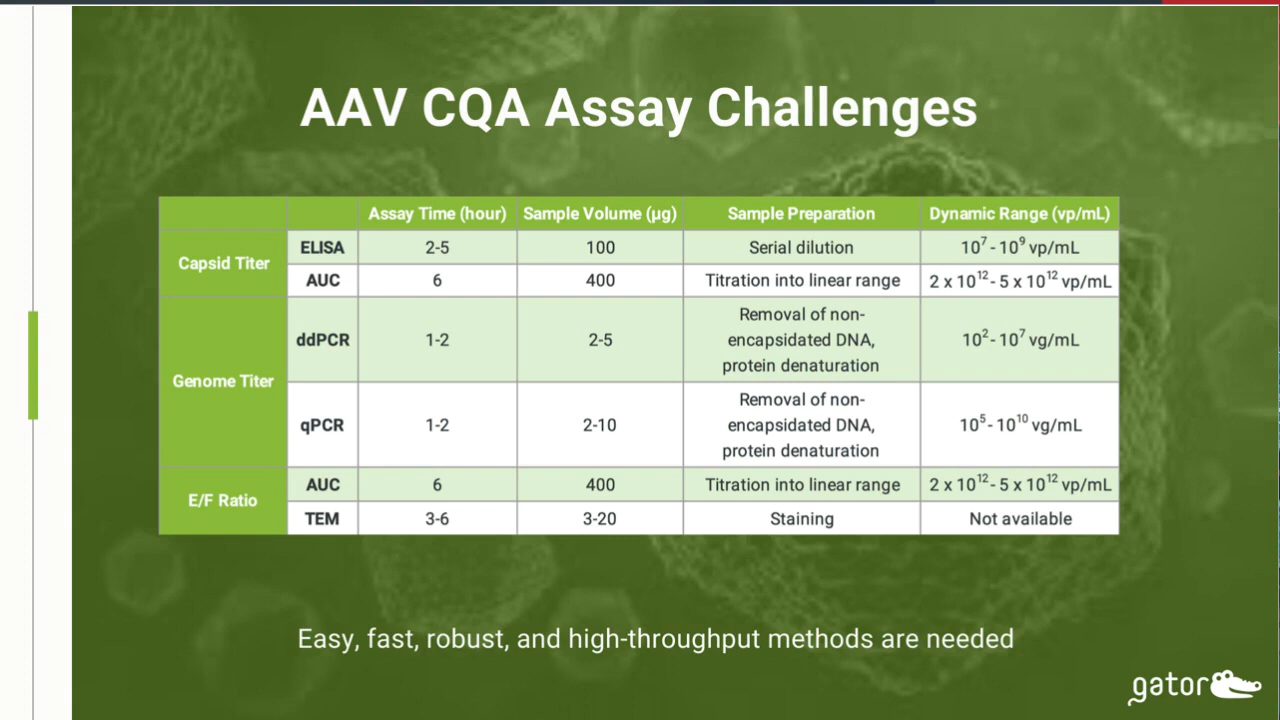 AAV CQA Assay Challenges
Assay Time (hour) Sample Volume (µg) Sample Preparation Dynamic Range (vp/mL)
Capsid Titer
ELISA 2-5 100 Serial dilution 10⁷ - 10⁹ vp/mL
AUC 6 400 Titration into linear range 2 x 10¹² - 5 x 10¹² vp/mL
Genome Titer
ddPCR 1-2 2-5 Removal of non-
encapsidated DNA,
protein denaturation 10² - 10⁷ vg/mL
qPCR 1-2 2-10 Removal of non-
encapsidated DNA,
protein denaturation 10⁵ - 10¹⁰ vg/mL
E/F Ratio
AUC 6 400 Titration into linear range 2 x 10¹² - 5 x 10¹² vp/mL
TEM 3-6 3-20 Staining Not available
Easy, fast, robust, and high-throughput methods are needed
gator